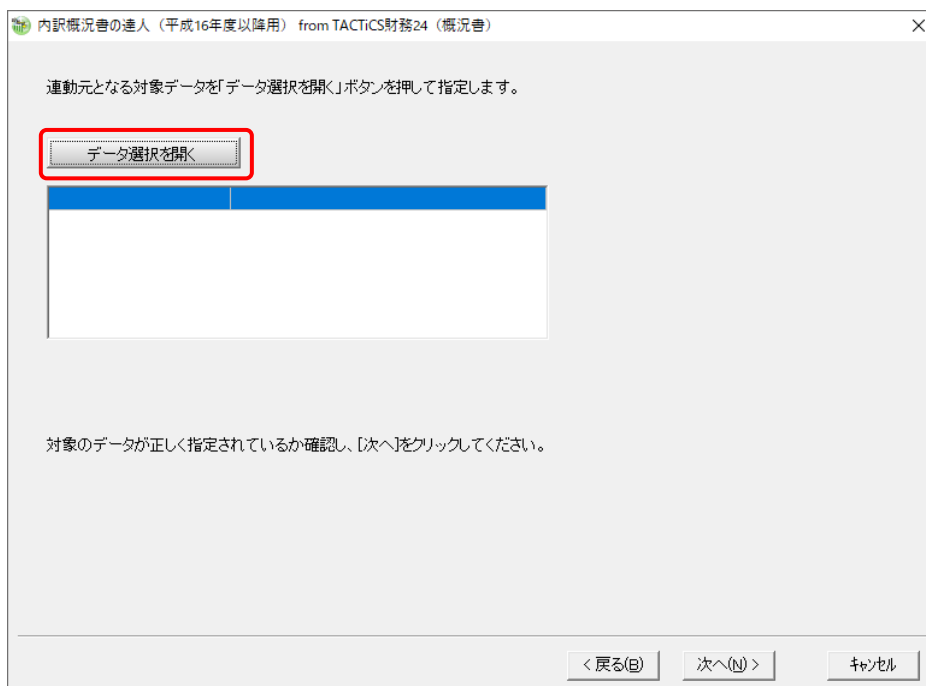 内訳概況書の達人（平成16年度以降用） from TACTiCS財務24（概況書）
連動元となる対象データを「データ選択を開く」ボタンを押して指定します。
データ選択を開く
対象のデータが正しく指定されているか確認し、[次へ]をクリックしてください。
< 戻る(B)
次へ(N) >
ｷｬﾝｾﾙ